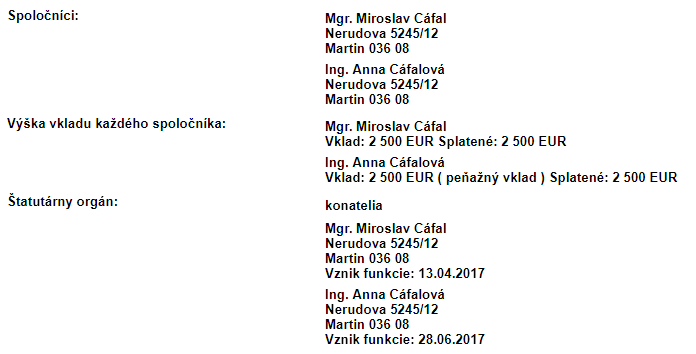 Spoločníci:
Mgr. Miroslav Cáfal
Nerudova 5245/12
Martin 036 08
Ing. Anna Cáfalová
Nerudova 5245/12
Martin 036 08
Výška vkladu každého spoločníka:
Mgr. Miroslav Cáfal
Vklad: 2 500 EUR Splatené: 2 500 EUR
Ing. Anna Cáfalová
Vklad: 2 500 EUR ( peňažný vklad ) Splatené: 2 500 EUR
Štatutárny orgán:
konatelia
Mgr. Miroslav Cáfal
Nerudova 5245/12
Martin 036 08
Vznik funkcie: 13.04.2017
Ing. Anna Cáfalová
Nerudova 5245/12
Martin 036 08
Vznik funkcie: 28.06.2017